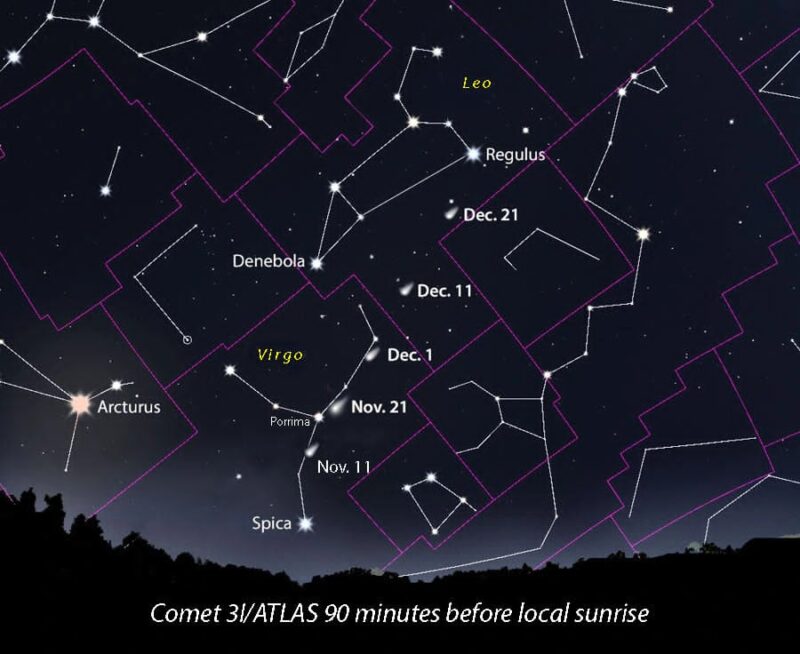 Leo
Regulus
Dec. 21
Denebola
Dec. 11
Virgo
Dec. 1
Arcturus
Nov. 21
Porrima
Nov. 11
Spica
Comet 3I/ATLAS 90 minutes before local sunrise